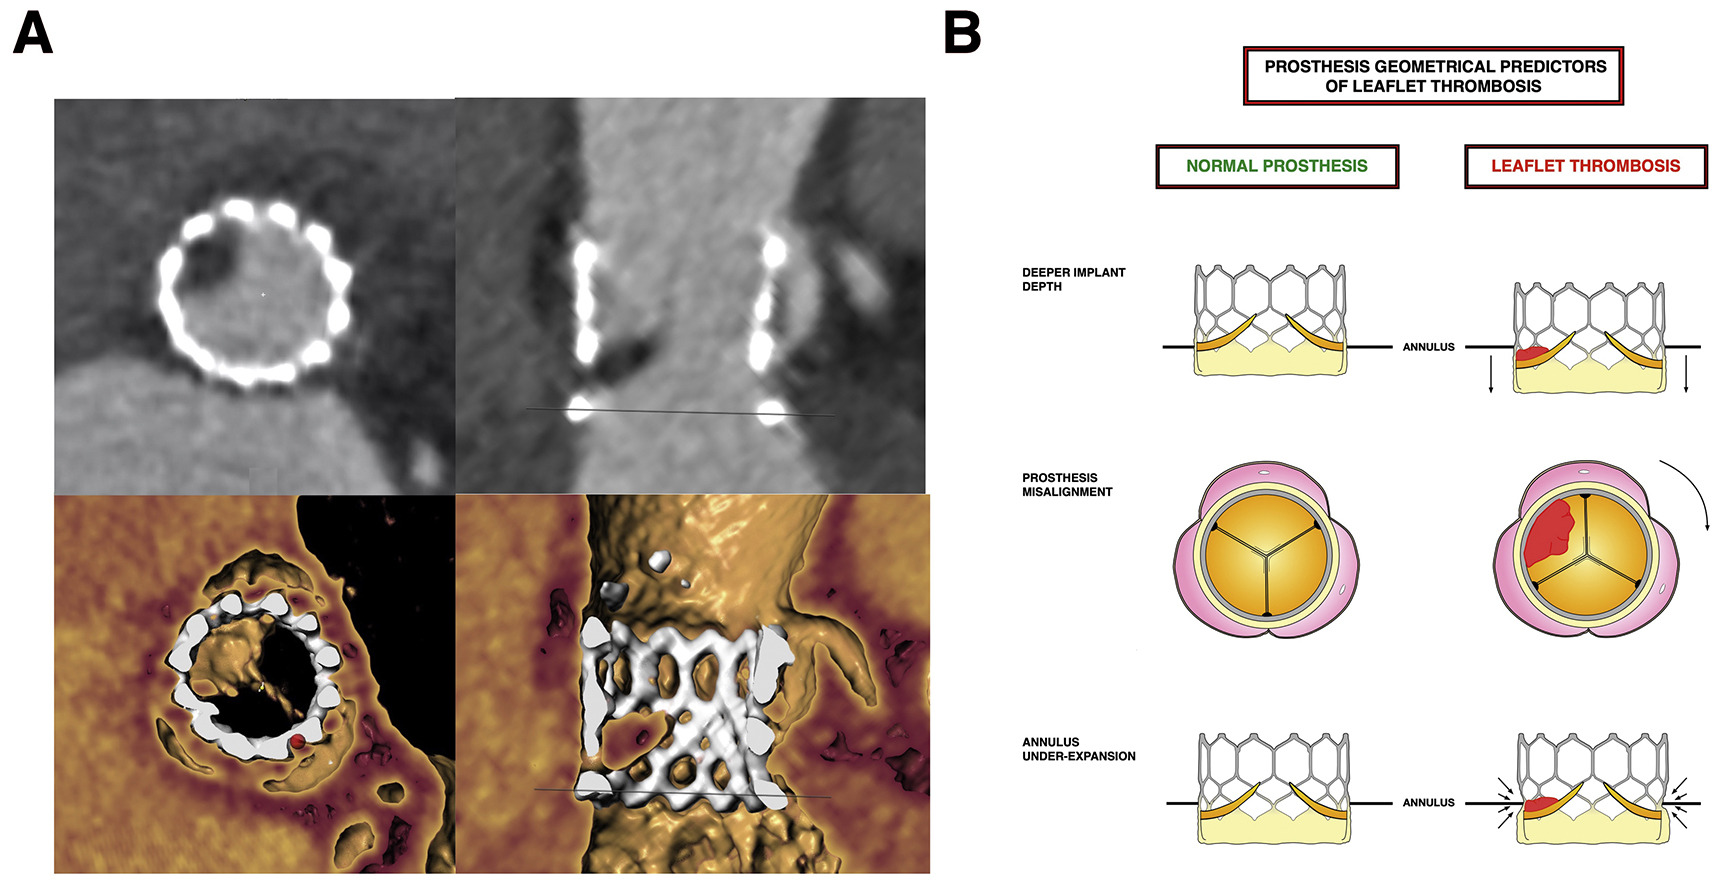 A
B
PROSTHESIS GEOMETRICAL PREDICTORS
OF LEAFLET THROMBOSIS
NORMAL PROSTHESIS
LEAFLET THROMBOSIS
DEEPER IMPLANT
DEPTH
ANNULUS
PROSTHESIS
MISALIGNMENT
ANNULUS
UNDER-EXPANSION
ANNULUS